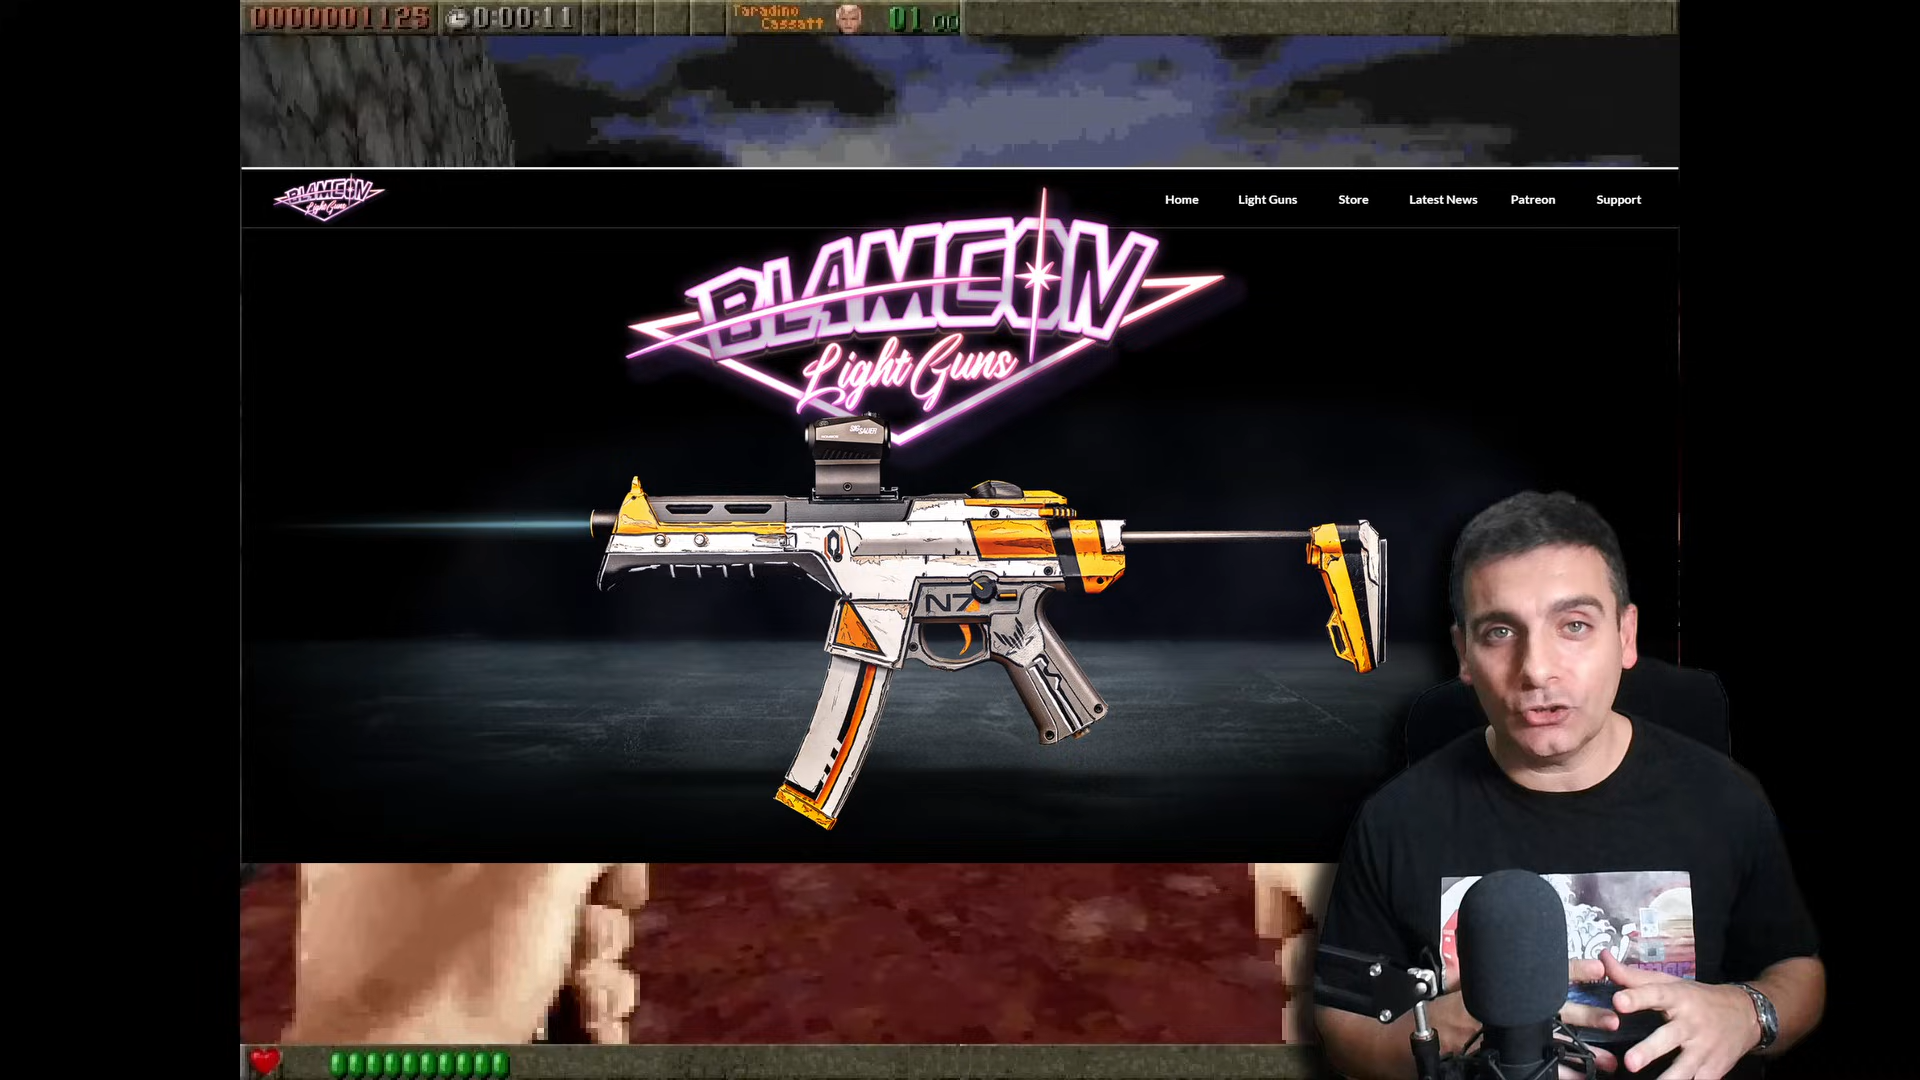 0000001125 0:00:11 Taradino
Cassatt 01 00
BLAMCON
Light Guns
Home Light Guns Store Latest News Patreon Support
BLAMCON
Light Guns
SIG SAUER
N7